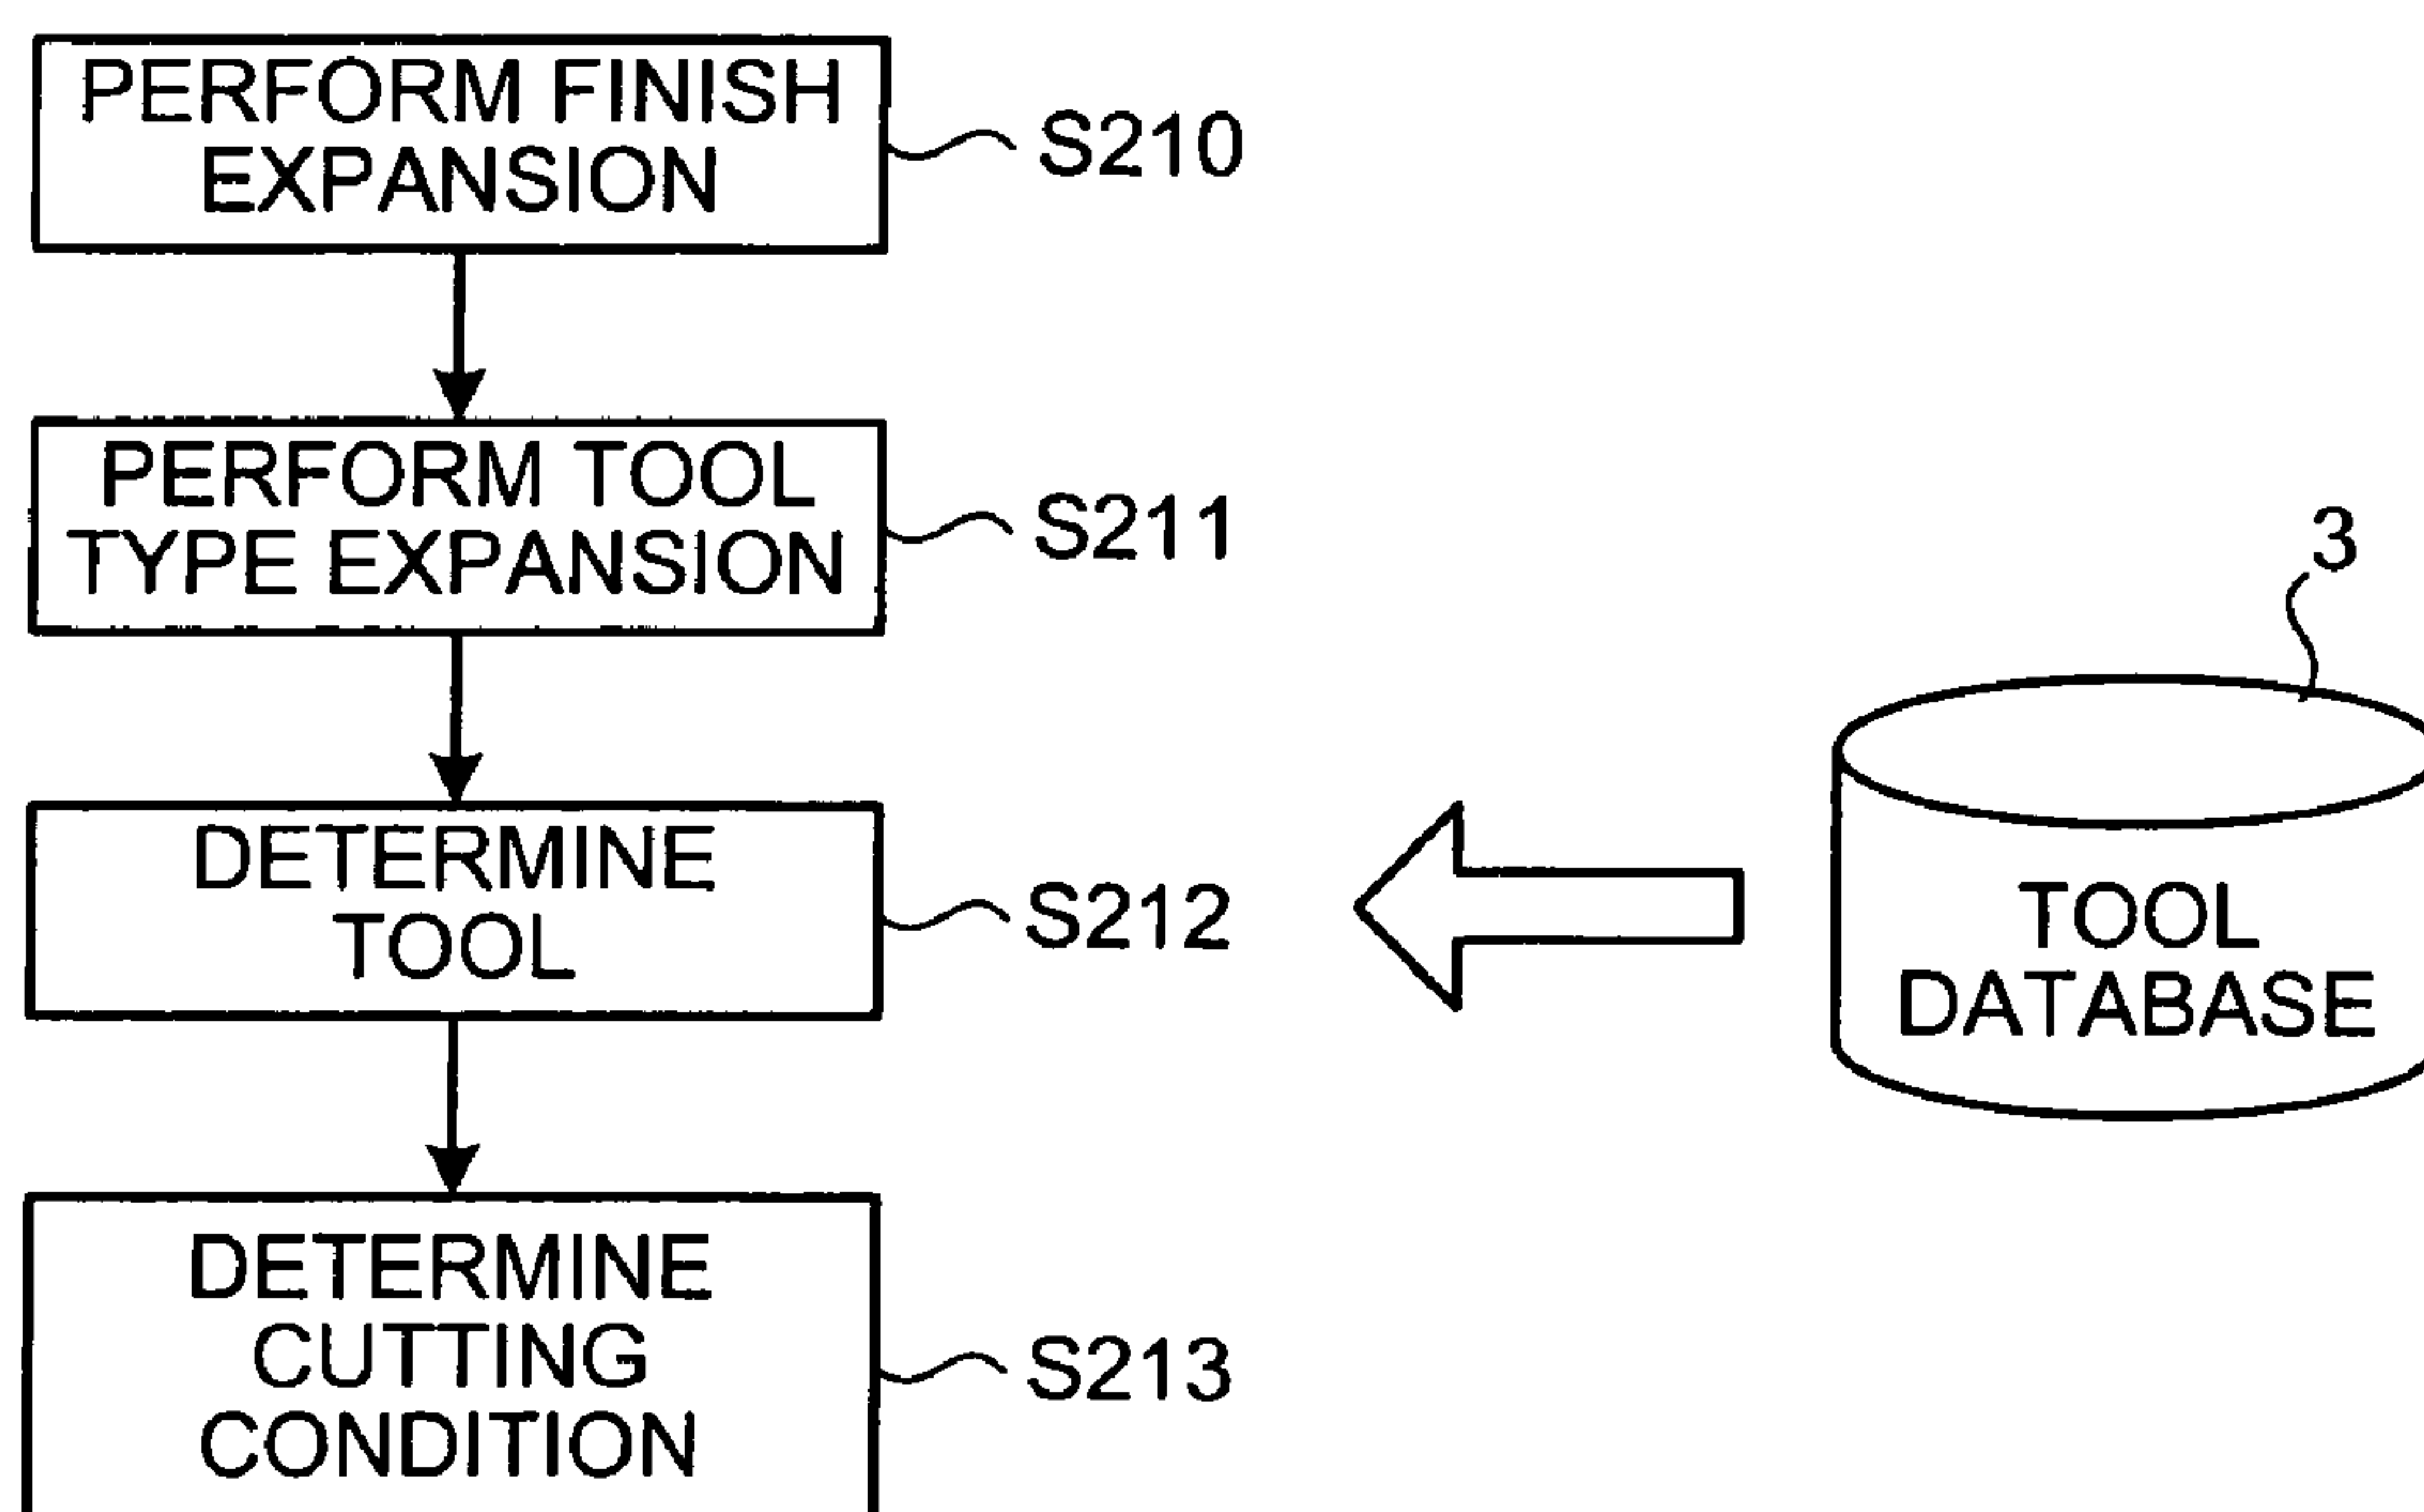 PERFORM FINISH
EXPANSION
S210
PERFORM TOOL
TYPE EXPANSION
S211
3
DETERMINE
TOOL
S212
TOOL
DATABASE
DETERMINE
CUTTING
CONDITION
S213